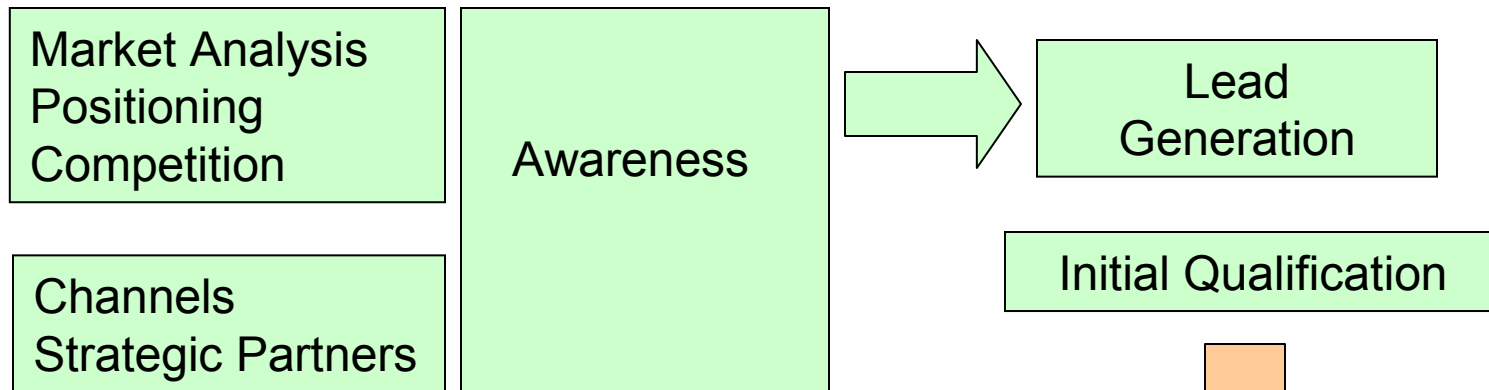 Market Analysis
Positioning
Competition
Channels
Strategic Partners
Awareness
Lead
Generation
Initial Qualification